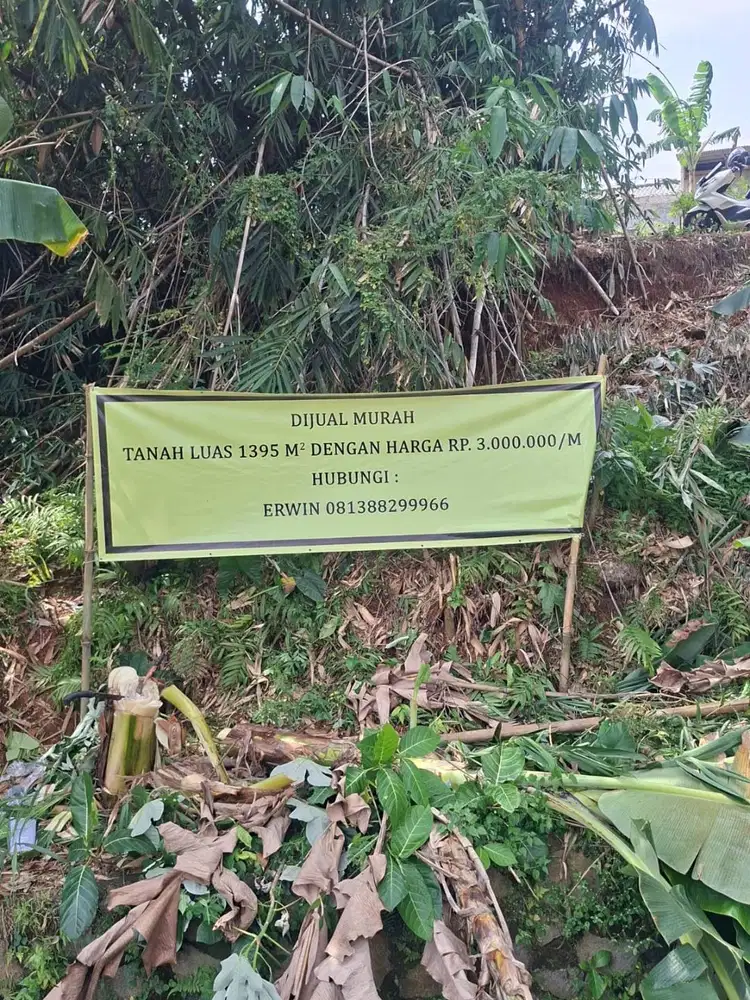 DIJUAL MURAH
TANAH LUAS 1395 M² DENGAN HARGA RP. 3.000.000/M
HUBUNGI :
ERWIN 081388299966